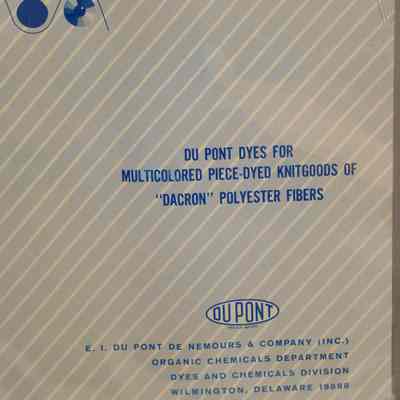 DU PONT DYES FOR
MULTICOLORED PIECE-DYED KNITGOODS OF
"DACRON" POLYESTER FIBERS
DU PONT
E. I. DU PONT DE NEMOURS & COMPANY (INC.)
ORGANIC CHEMICALS DEPARTMENT
DYES AND CHEMICALS DIVISION
WILMINGTON, DELAWARE 19898